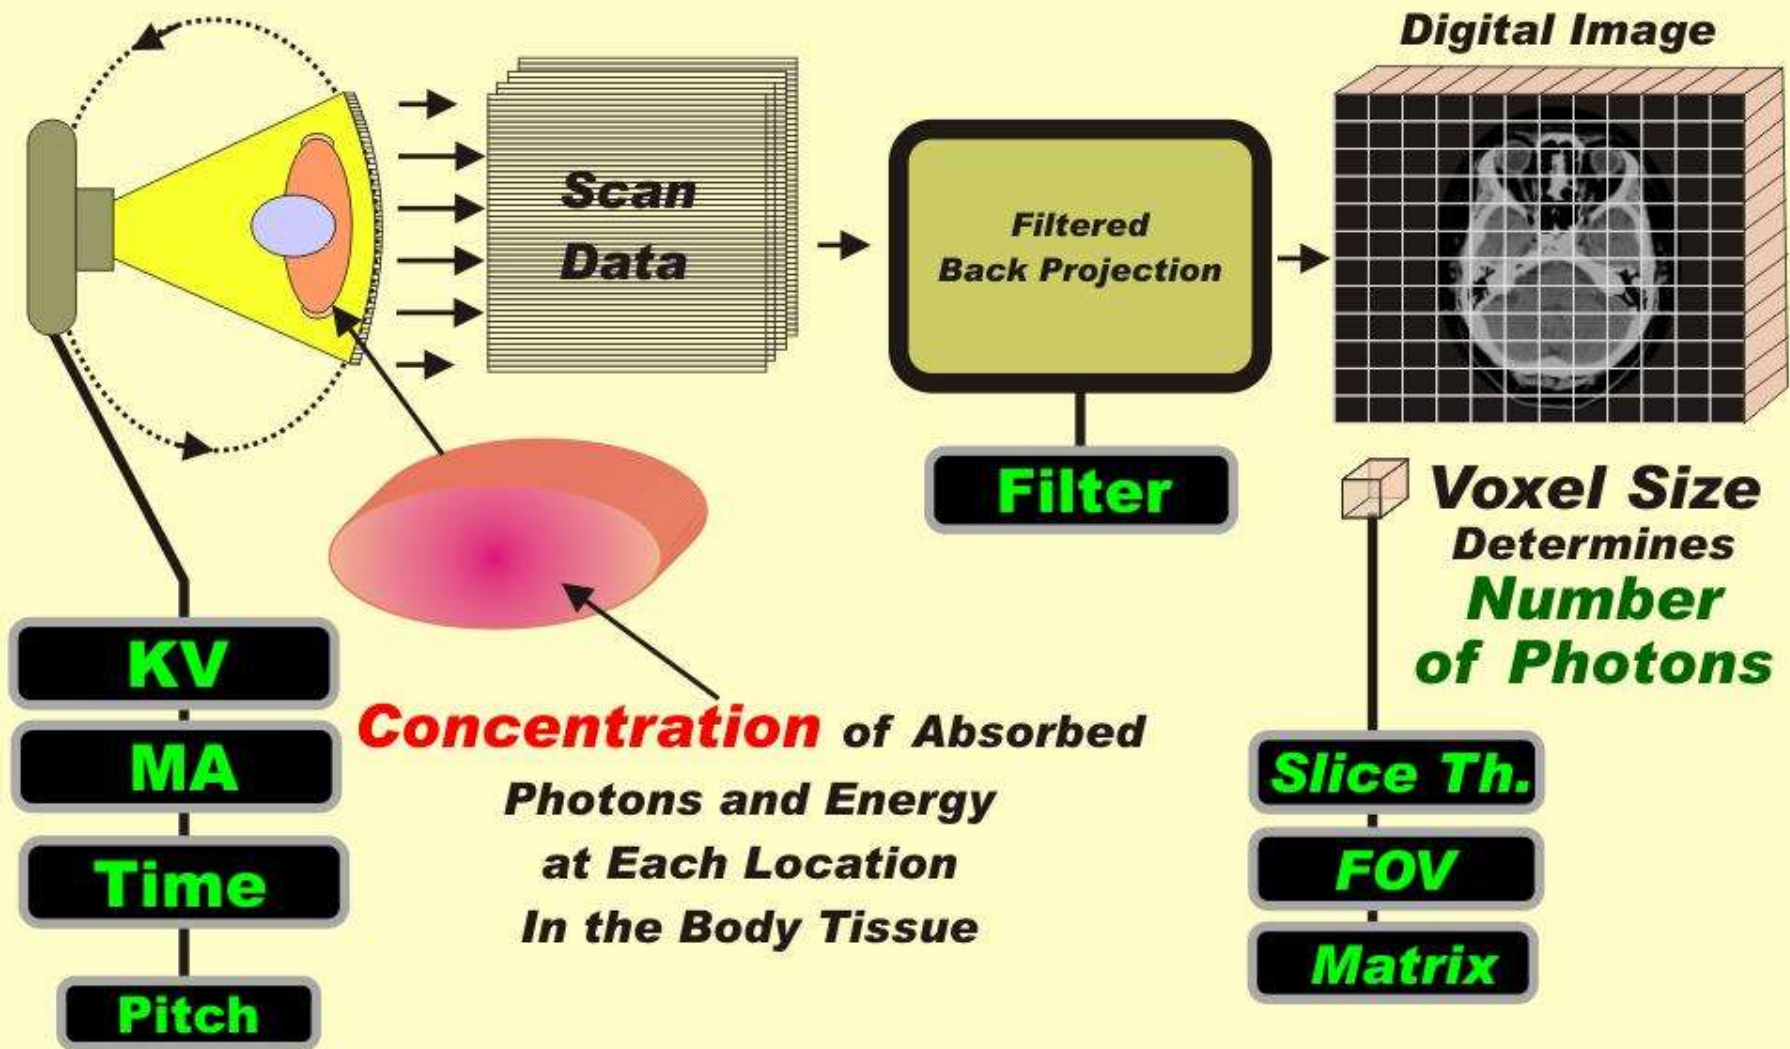 Digital Image
Scan
Data
Filtered
Back Projection
Filter
Voxel Size
Determines
Number
of Photons
KV
MA
Time
Pitch
Concentration of Absorbed
Photons and Energy
at Each Location
In the Body Tissue
Slice Th.
FOV
Matrix